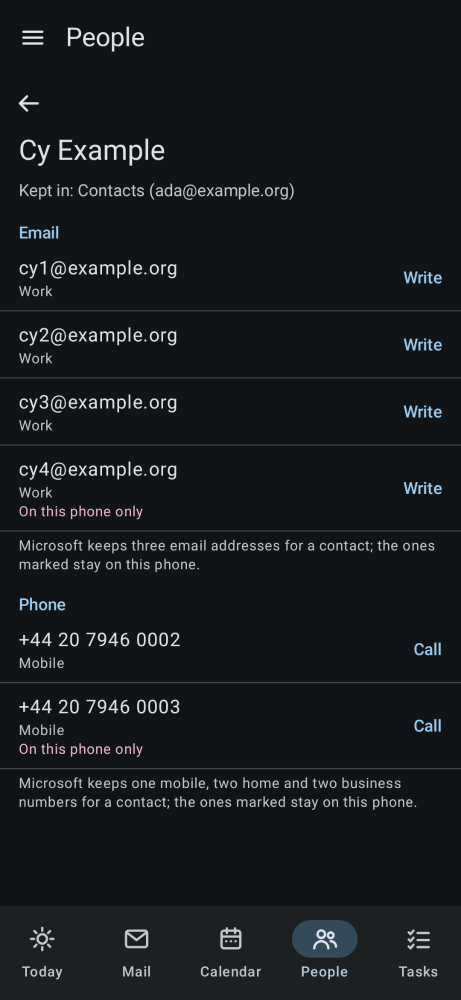 People
Cy Example
Kept in: Contacts (ada@example.org)
Email
cy1@example.org
Work
Write
cy2@example.org
Work
Write
cy3@example.org
Work
Write
cy4@example.org
Work
On this phone only
Write
Microsoft keeps three email addresses for a contact; the ones
marked stay on this phone.
Phone
+44 20 7946 0002
Mobile
Call
+44 20 7946 0003
Mobile
On this phone only
Call
Microsoft keeps one mobile, two home and two business
numbers for a contact; the ones marked stay on this phone.
Today
Mail
Calendar
People
Tasks